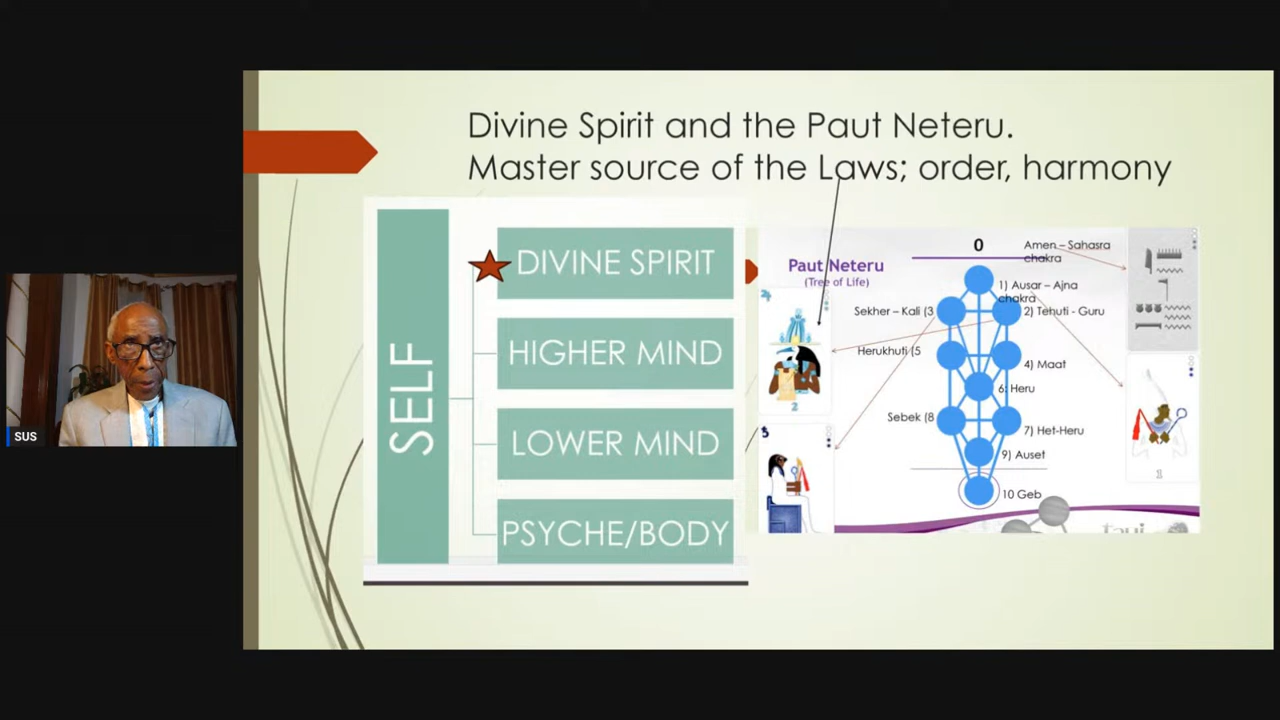 Divine Spirit and the Paut Neteru.
Master source of the Laws; order, harmony
SELF
DIVINE SPIRIT
HIGHER MIND
LOWER MIND
PSYCHE/BODY
Paut Neteru
(Tree of Life)
0
Amen – Sahasra
chakra
1) Ausar – Ajna
chakra
Sekher – Kali (3
2) Tehuti - Guru
Herukhuti (5
4) Maat
6: Heru
Sebek (8
7) Het-Heru
9) Auset
10 Geb
2
3
1
SUS